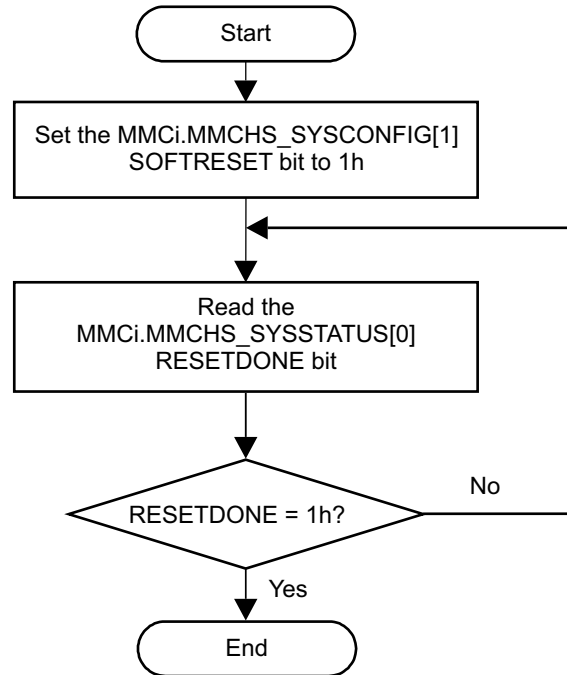 Start
Set the MMCi.MMCHS_SYSCONFIG[1]
SOFTRESET bit to 1h
Read the
MMCi.MMCHS_SYSSTATUS[0]
RESETDONE bit
RESETDONE = 1h?
No
Yes
End